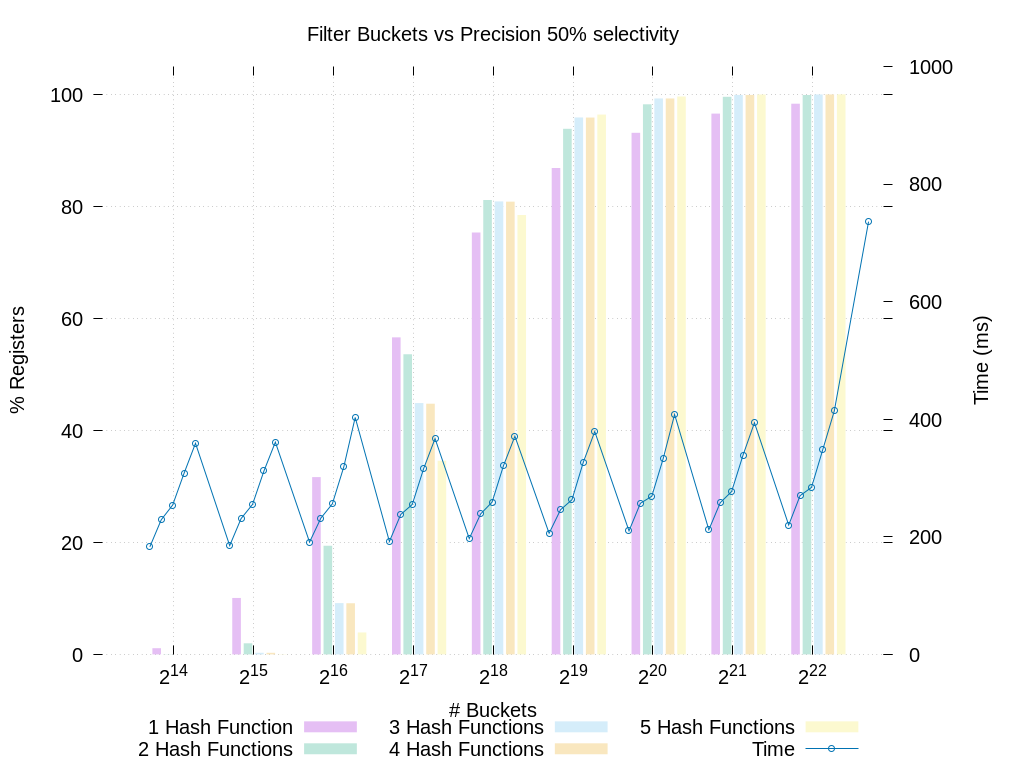 Filter Buckets vs Precision 50% selectivity
1000
100
800
80
600
60
% Registers
Time (ms)
400
40
200
20
0
0
2^14 2^15 2^16 2^17 2^18 2^19 2^20 2^21 2^22
# Buckets
1 Hash Function 3 Hash Functions 5 Hash Functions
2 Hash Functions 4 Hash Functions Time